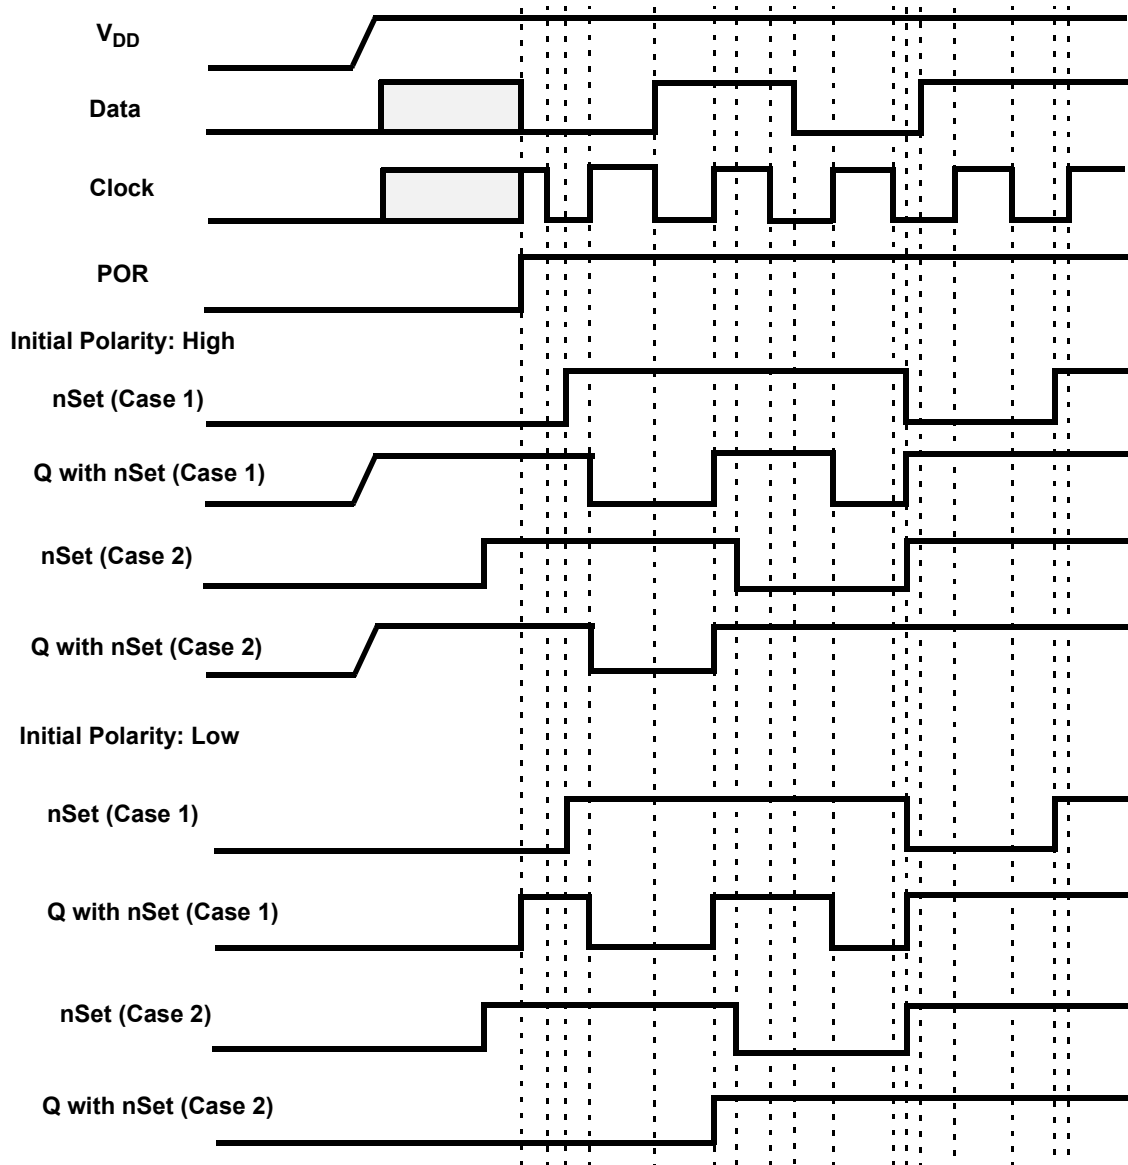 VDD
Data
Clock
POR
Initial Polarity: High
nSet (Case 1)
Q with nSet (Case 1)
nSet (Case 2)
Q with nSet (Case 2)
Initial Polarity: Low
nSet (Case 1)
Q with nSet (Case 1)
nSet (Case 2)
Q with nSet (Case 2)